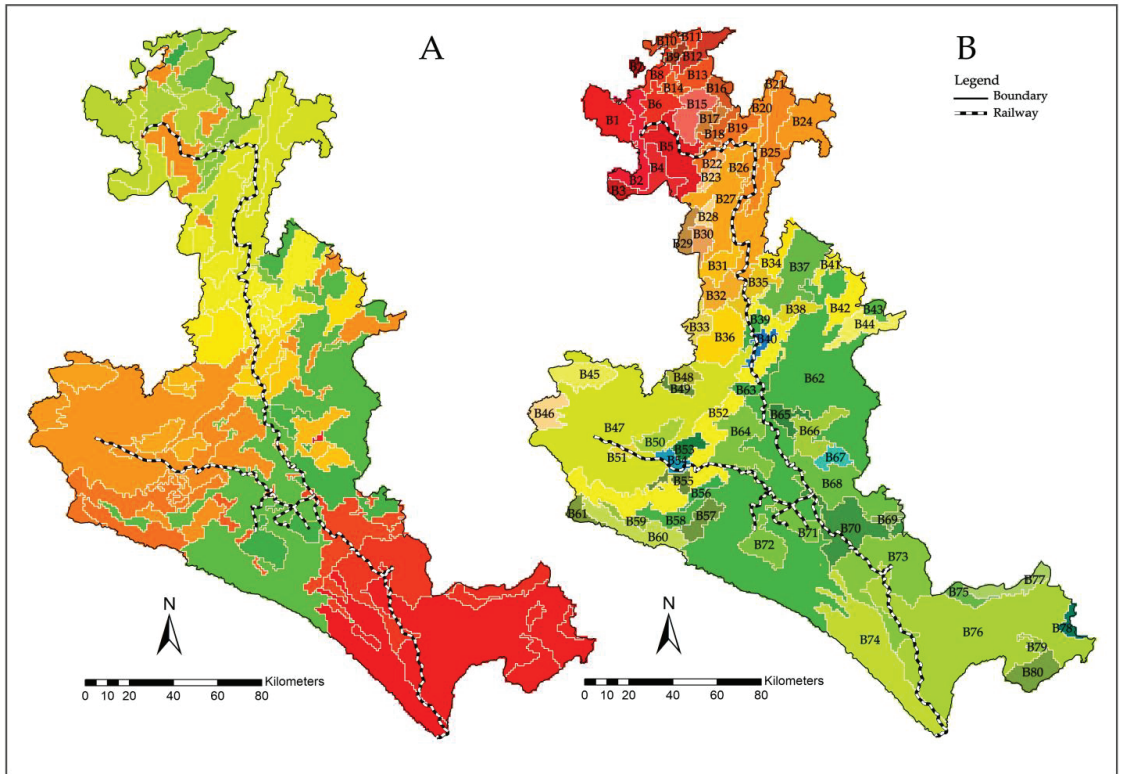 A
B
Legend
Boundary
Railway
B10 B11
B7 B9 B12
B8 B13
B14 B16 B21
B1 B6 B15 B20
B17 B24
B18 B19
B5 B25
B4 B22 B26
B2 B23
B3
B27
B28
B29 B30
B31 B34 B37 B41
B32 B35
B38 B42 B43
B33 B39 B44
B36 B40
B45 B48 B62
B49 B63
B46 B52 B65
B47 B50 B64 B66
B51 B53
B54 B67
B55 B68
B56
B61 B59 B58 B57 B70 B69
B60 B72 B71
B73
B75 B77
B74 B76 B78
B79
B80
N
N
0 10 20 40 60 80 Kilometers
0 10 20 40 60 80 Kilometers